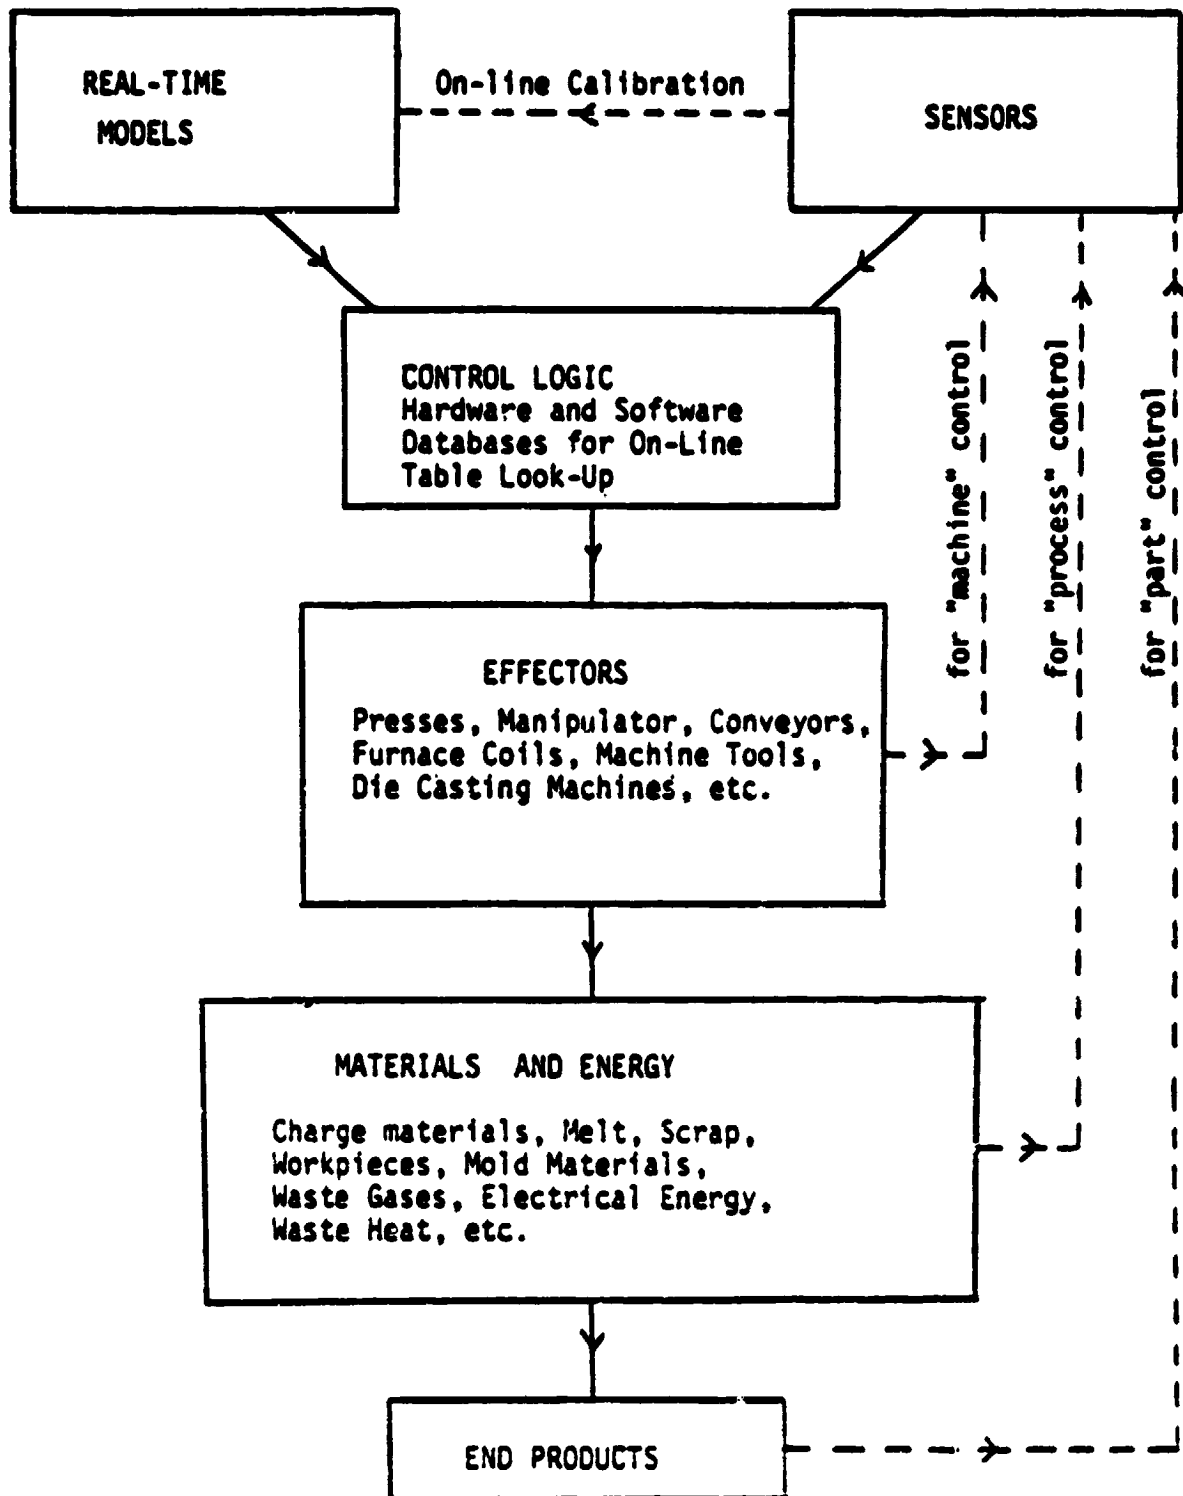 REAL-TIME
MODELS
On-line Calibration
SENSORS
CONTROL LOGIC
Hardware and Software
Databases for On-Line
Table Look-Up
for "machine" control
for "process" control
for "part" control
EFFECTORS
Presses, Manipulator, Conveyors,
Furnace Coils, Machine Tools,
Die Casting Machines, etc.
MATERIALS AND ENERGY
Charge materials, Melt, Scrap,
Workpieces, Mold Materials,
Waste Gases, Electrical Energy,
Waste Heat, etc.
END PRODUCTS